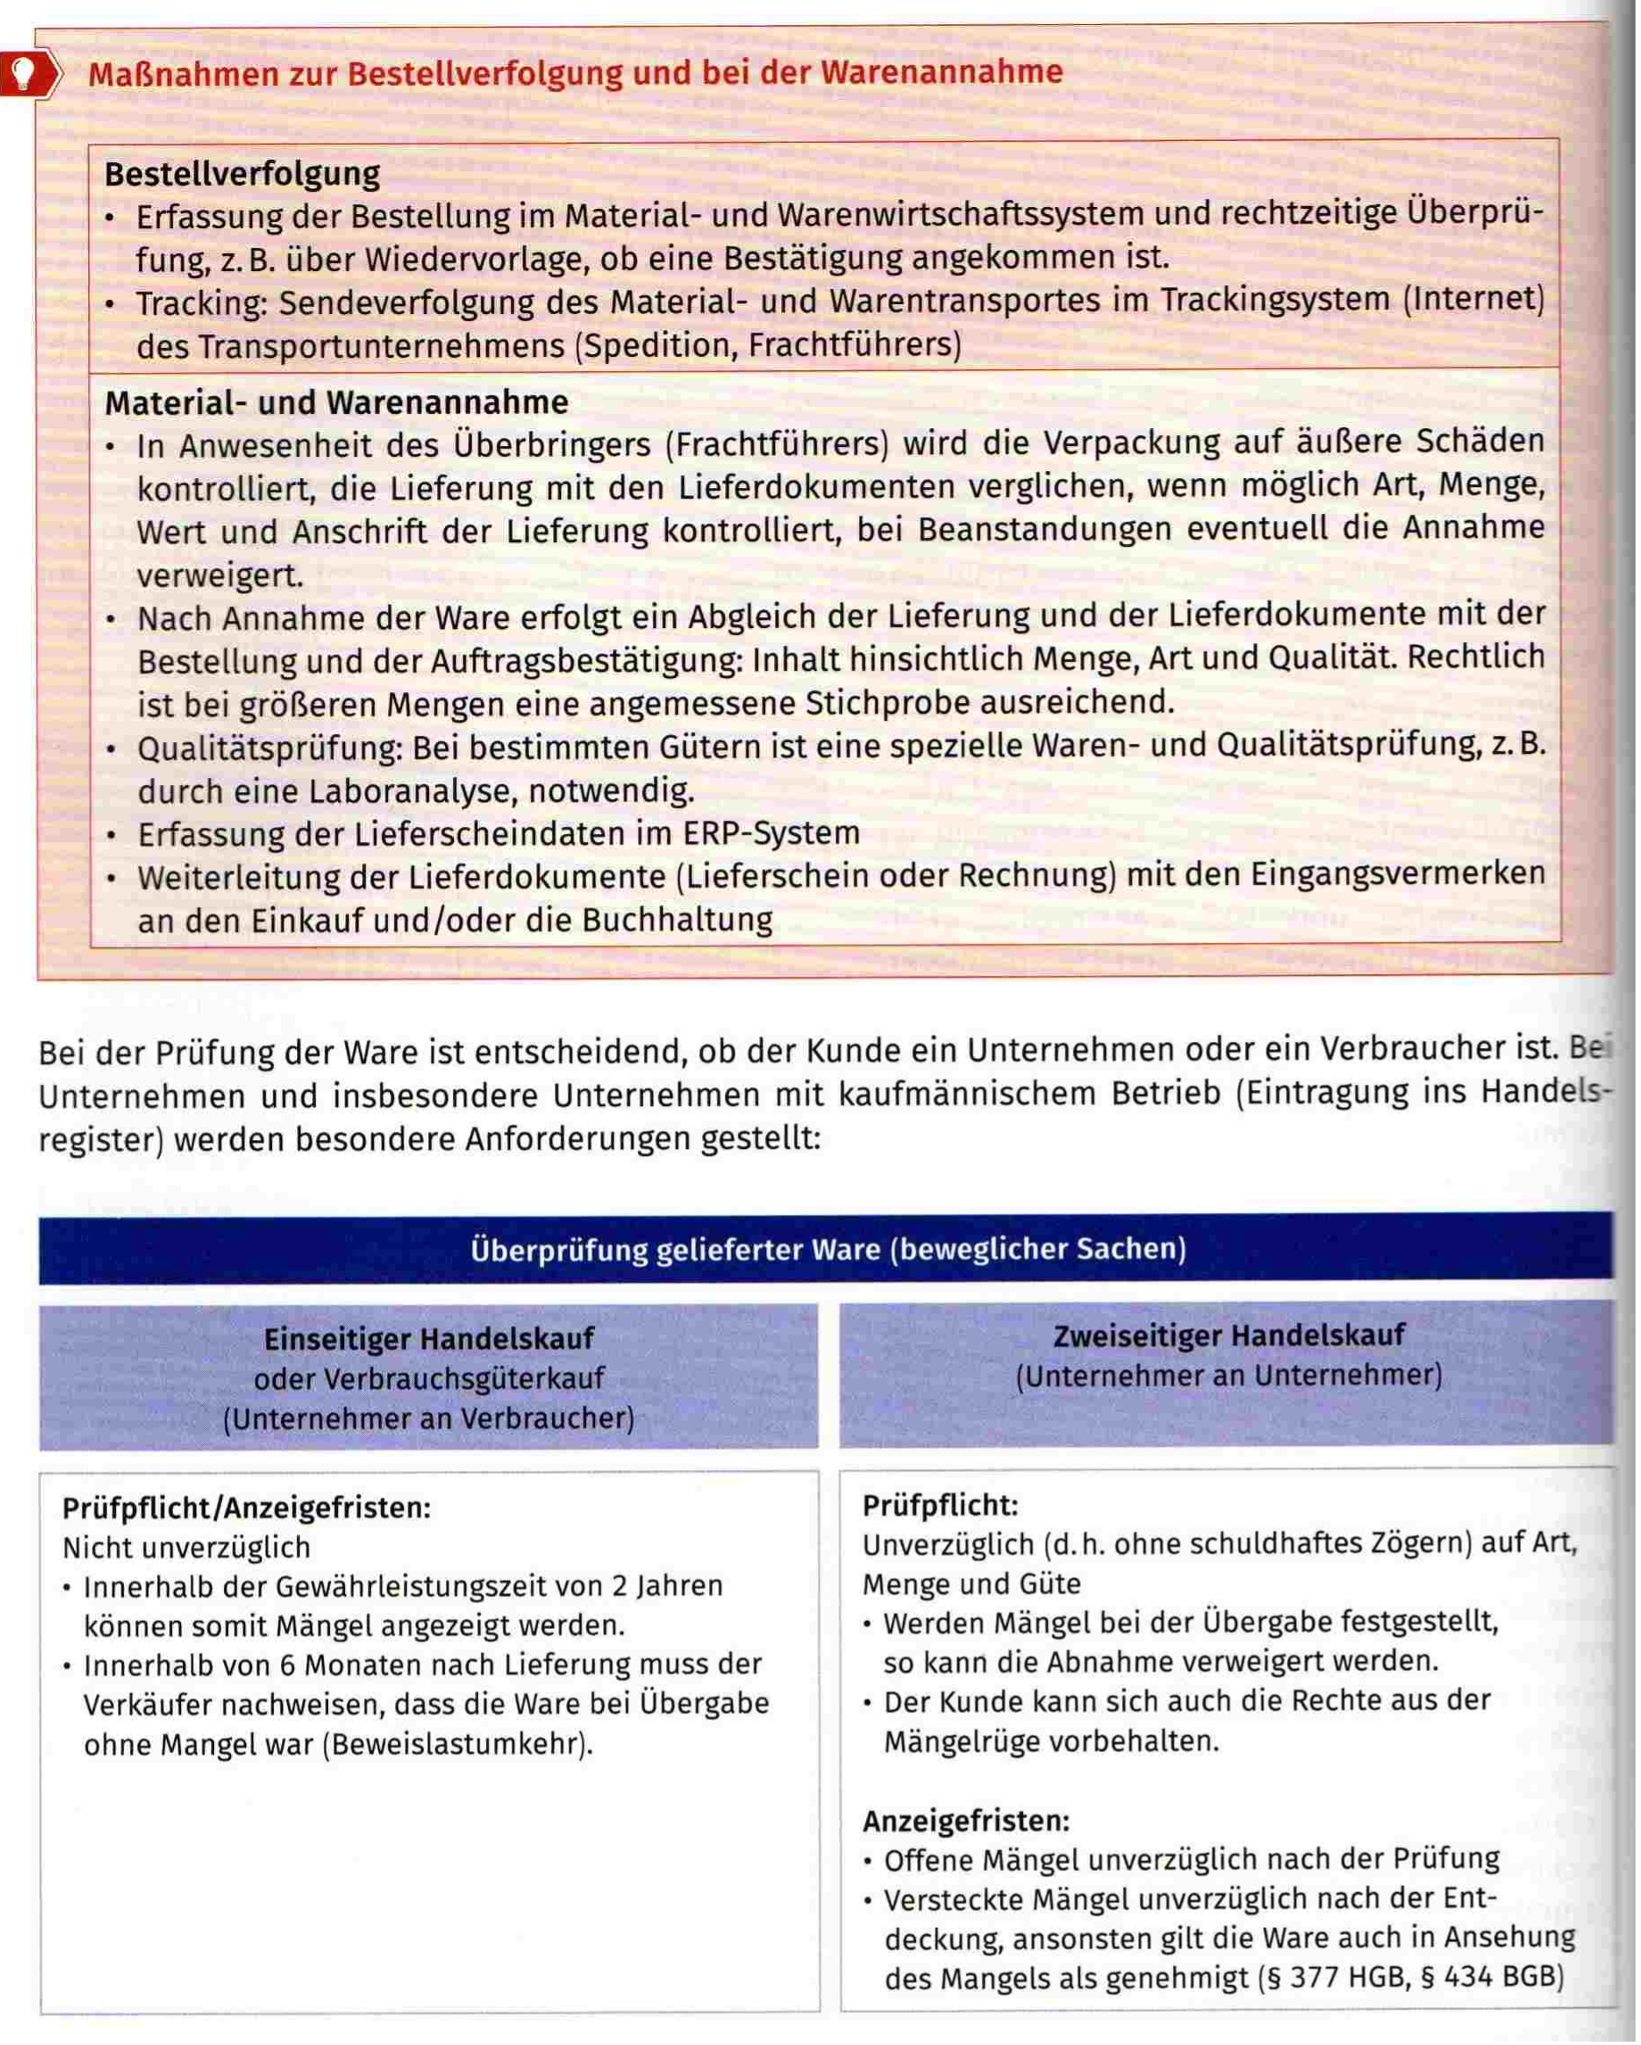 Maßnahmen zur Bestellverfolgung und bei der Warenannahme
Bestellverfolgung
• Erfassung der Bestellung im Material- und Warenwirtschaftssystem und rechtzeitige Überprü-
fung, z. B. über Wiedervorlage, ob eine Bestätigung angekommen ist.
• Tracking: Sendeverfolgung des Material- und Warentransportes im Trackingsystem (Internet)
des Transportunternehmens (Spedition, Frachtführers)
Material- und Warenannahme
• In Anwesenheit des Überbringers (Frachtführers) wird die Verpackung auf äußere Schäden
kontrolliert, die Lieferung mit den Lieferdokumenten verglichen, wenn möglich Art, Menge,
Wert und Anschrift der Lieferung kontrolliert, bei Beanstandungen eventuell die Annahme
verweigert.
• Nach Annahme der Ware erfolgt ein Abgleich der Lieferung und der Lieferdokumente mit der
Bestellung und der Auftragsbestätigung: Inhalt hinsichtlich Menge, Art und Qualität. Rechtlich
ist bei größeren Mengen eine angemessene Stichprobe ausreichend.
• Qualitätsprüfung: Bei bestimmten Gütern ist eine spezielle Waren- und Qualitätsprüfung, z. B.
durch eine Laboranalyse, notwendig.
• Erfassung der Lieferscheindaten im ERP-System
• Weiterleitung der Lieferdokumente (Lieferschein oder Rechnung) mit den Eingangsvermerken
an den Einkauf und/oder die Buchhaltung
Bei der Prüfung der Ware ist entscheidend, ob der Kunde ein Unternehmen oder ein Verbraucher ist. Bei
Unternehmen und insbesondere Unternehmen mit kaufmännischem Betrieb (Eintragung ins Handels-
register) werden besondere Anforderungen gestellt:
Überprüfung gelieferter Ware (beweglicher Sachen)
Einseitiger Handelskauf
oder Verbrauchsgüterkauf
(Unternehmer an Verbraucher)
Prüfpflicht/Anzeigefristen:
Nicht unverzüglich
• Innerhalb der Gewährleistungszeit von 2 Jahren
können somit Mängel angezeigt werden.
• Innerhalb von 6 Monaten nach Lieferung muss der
Verkäufer nachweisen, dass die Ware bei Übergabe
ohne Mangel war (Beweislastumkehr).
Zweiseitiger Handelskauf
(Unternehmer an Unternehmer)
Prüfpflicht:
Unverzüglich (d. h. ohne schuldhaftes Zögern) auf Art,
Menge und Güte
• Werden Mängel bei der Übergabe festgestellt,
so kann die Abnahme verweigert werden.
• Der Kunde kann sich auch die Rechte aus der
Mängelrüge vorbehalten.
Anzeigefristen:
• Offene Mängel unverzüglich nach der Prüfung
• Versteckte Mängel unverzüglich nach der Ent-
deckung, ansonsten gilt die Ware auch in Ansehung
des Mangels als genehmigt (§ 377 HGB, § 434 BGB)